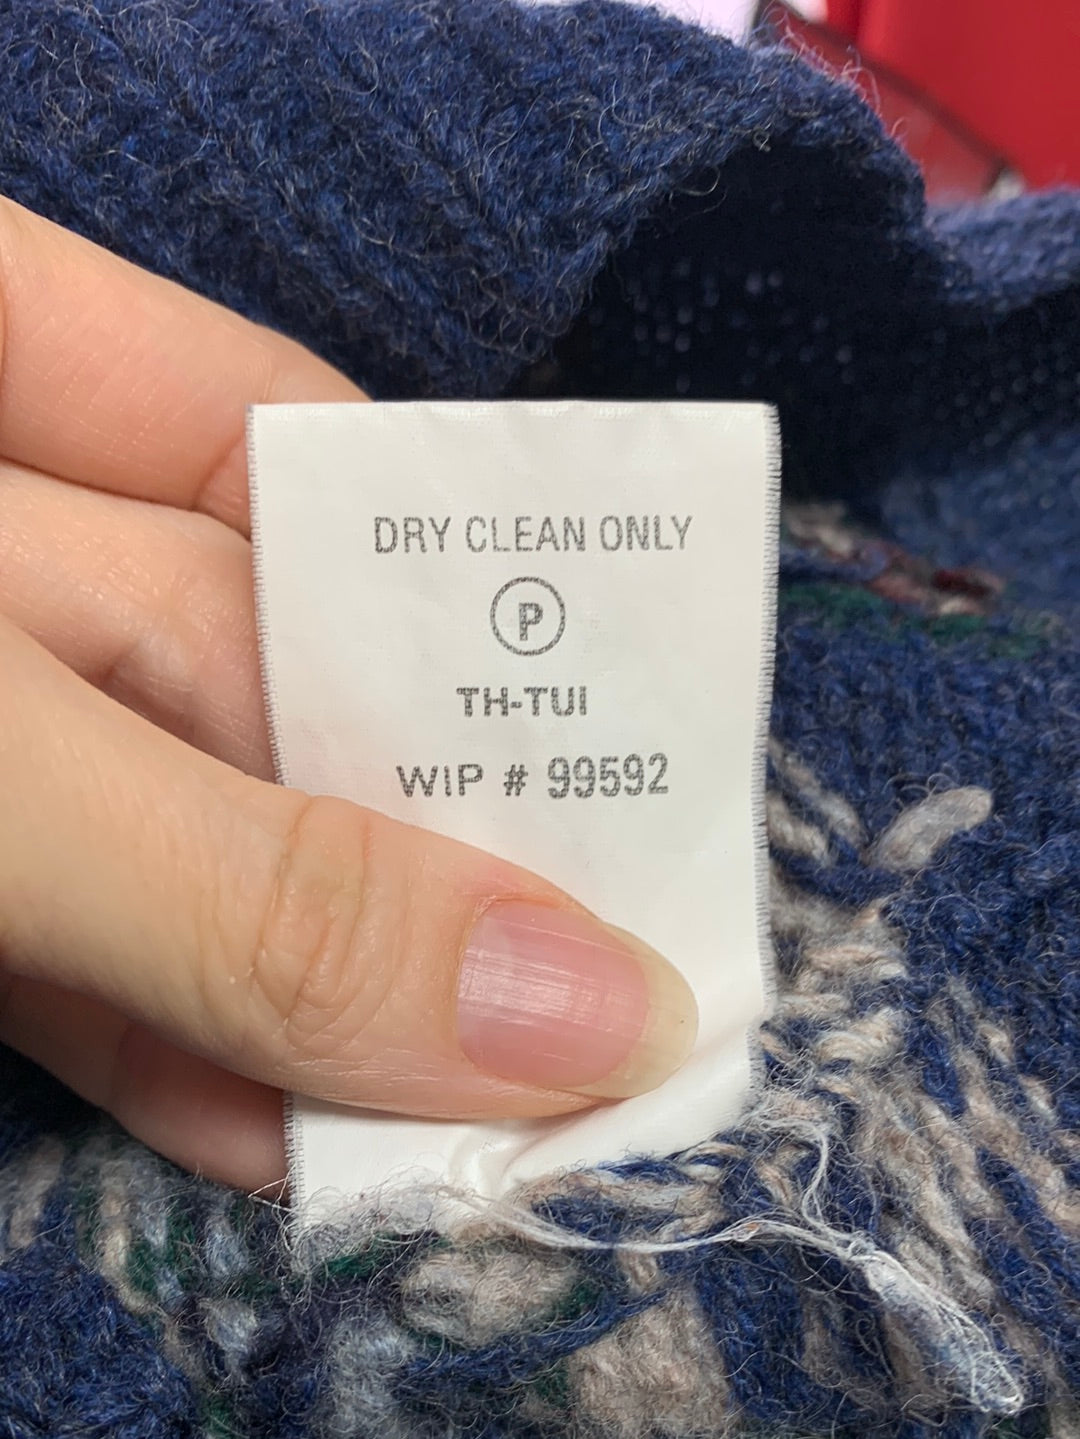 DRY CLEAN ONLY
P
TH-TUI
WIP # 99592